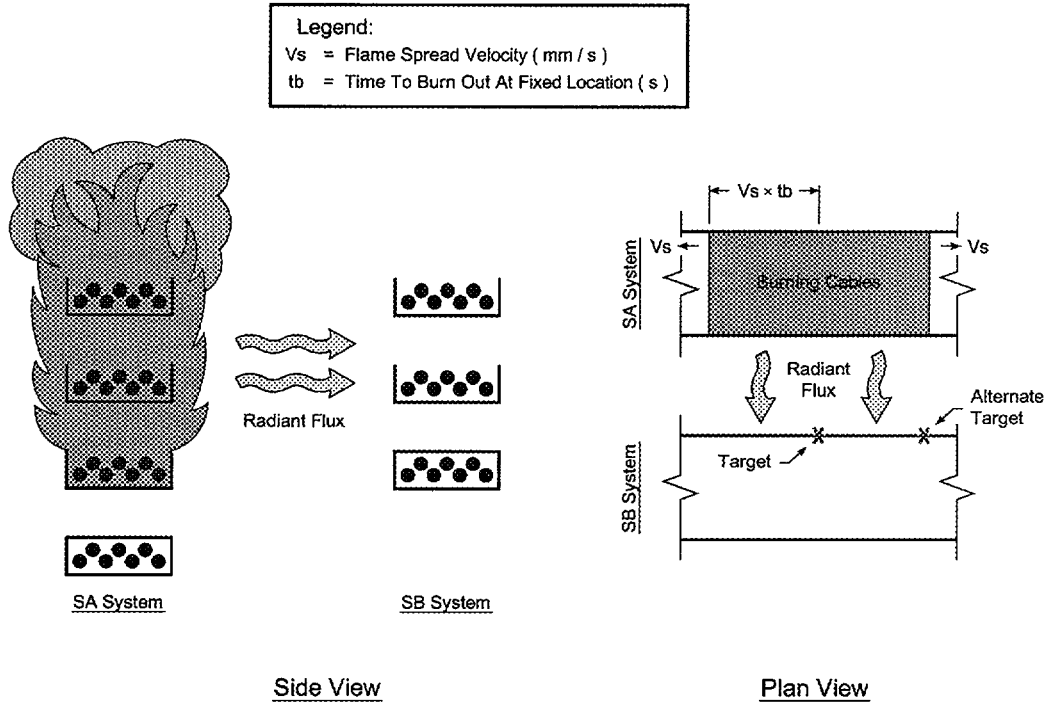 Legend:
Vs = Flame Spread Velocity ( mm / s )
tb = Time To Burn Out At Fixed Location ( s )
Radiant Flux
SA System
SB System
Side View
Vs × tb
Vs
Vs
SA System
Burning Cables
Radiant
Flux
Alternate
Target
Target
SB System
Plan View